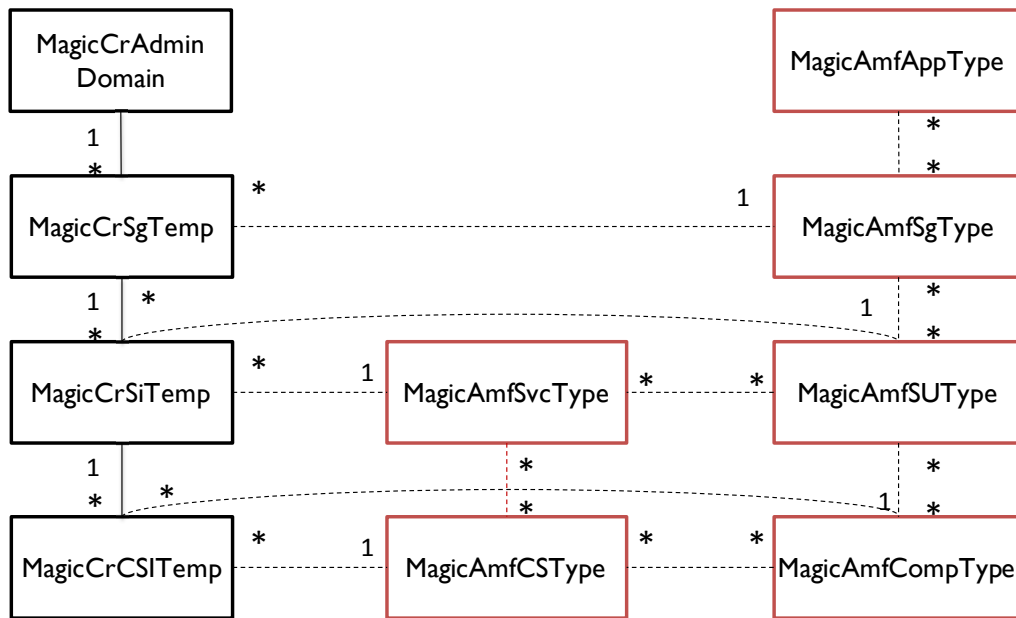 MagicCrAdmin
Domain
MagicAmfAppType
1
*
*
*
MagicCrSgTemp
*
1
MagicAmfSgType
1
*
*
1
*
*
MagicCrSiTemp
*
1
MagicAmfSvcType
*
*
MagicAmfSUType
1
*
*
*
*
*
1
*
MagicCrCSITemp
*
1
MagicAmfCSType
*
*
MagicAmfCompType